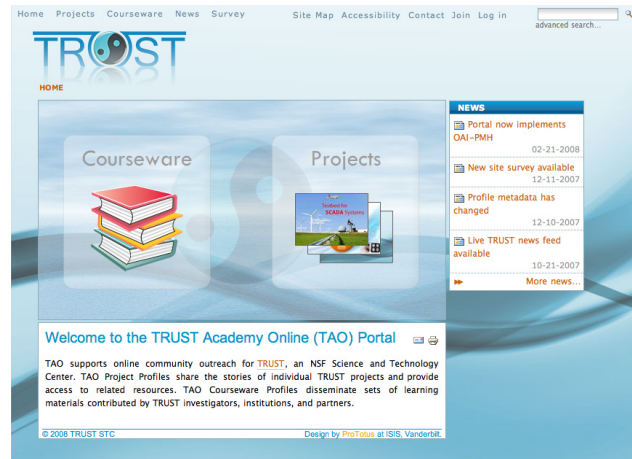 Home Projects Courseware News Survey
Site Map Accessibility Contact Join Log in
advanced search...
TRUST
HOME
Courseware
Projects
Testbed for
SCADA Systems
NEWS
Portal now implements
OAI-PMH
02-21-2008
New site survey available
12-11-2007
Profile metadata has
changed
12-10-2007
Live TRUST news feed
available
10-21-2007
More news...
Welcome to the TRUST Academy Online (TAO) Portal
TAO supports online community outreach for TRUST, an NSF Science and Technology
Center. TAO Project Profiles share the stories of individual TRUST projects and provide
access to related resources. TAO Courseware Profiles disseminate sets of learning
materials contributed by TRUST investigators, institutions, and partners.
© 2008 TRUST STC
Design by ProTotus at ISIS, Vanderbilt.